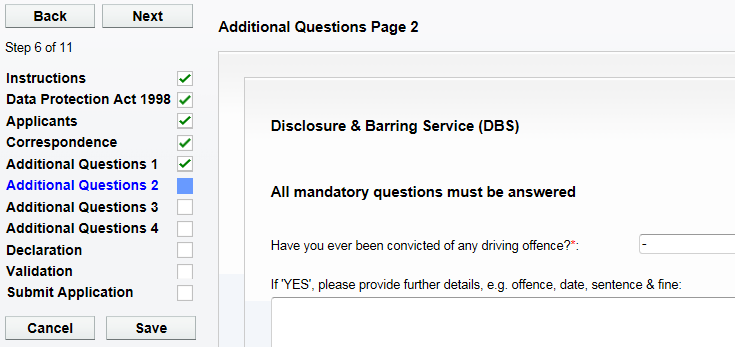 Back
Next
Step 6 of 11
Instructions
Data Protection Act 1998
Applicants
Correspondence
Additional Questions 1
Additional Questions 2
Additional Questions 3
Additional Questions 4
Declaration
Validation
Submit Application
Cancel
Save
Additional Questions Page 2
Disclosure & Barring Service (DBS)
All mandatory questions must be answered
Have you ever been convicted of any driving offence?*: -
If 'YES', please provide further details, e.g. offence, date, sentence & fine: